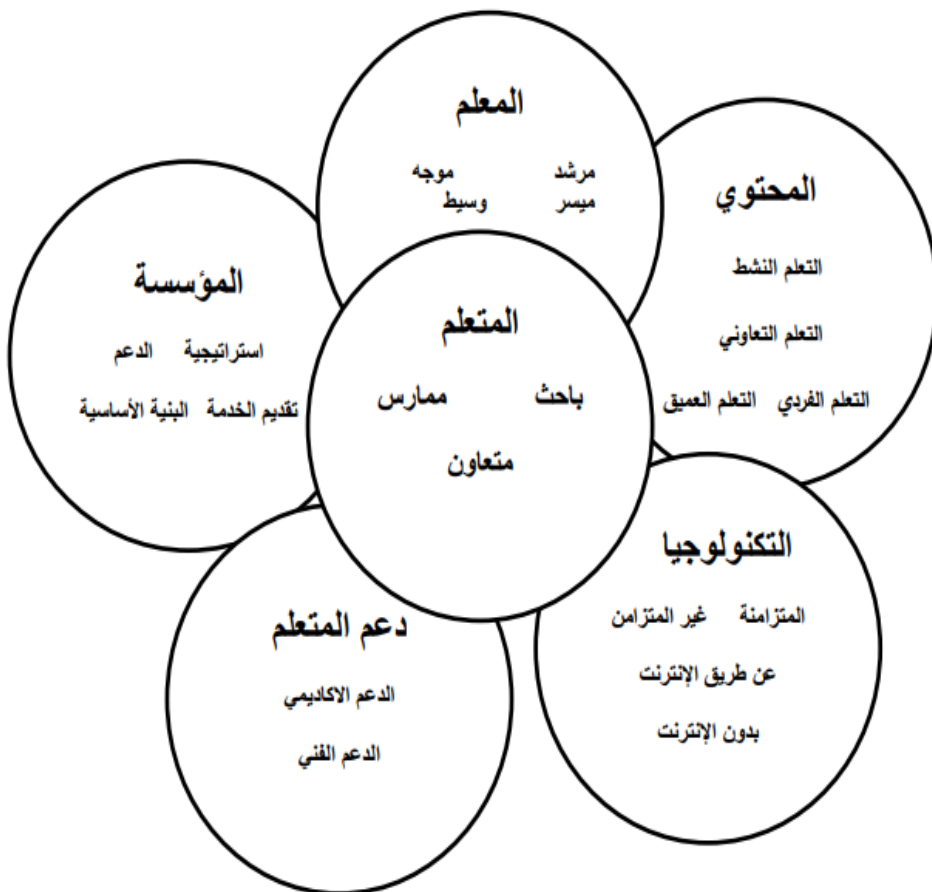 المعلم
مرشد موجه
ميسر وسيط
المحتوي
التعلم النشط
التعلم التعاوني
التعلم الفردي التعلم العميق
المؤسسة
استراتيجية الدعم
تقديم الخدمة البنية الأساسية
المتعلم
باحث ممارس
متعاون
التكنولوجيا
المتزامنة غير المتزامن
عن طريق الإنترنت
بدون الإنترنت
دعم المتعلم
الدعم الاكاديمي
الدعم الفني